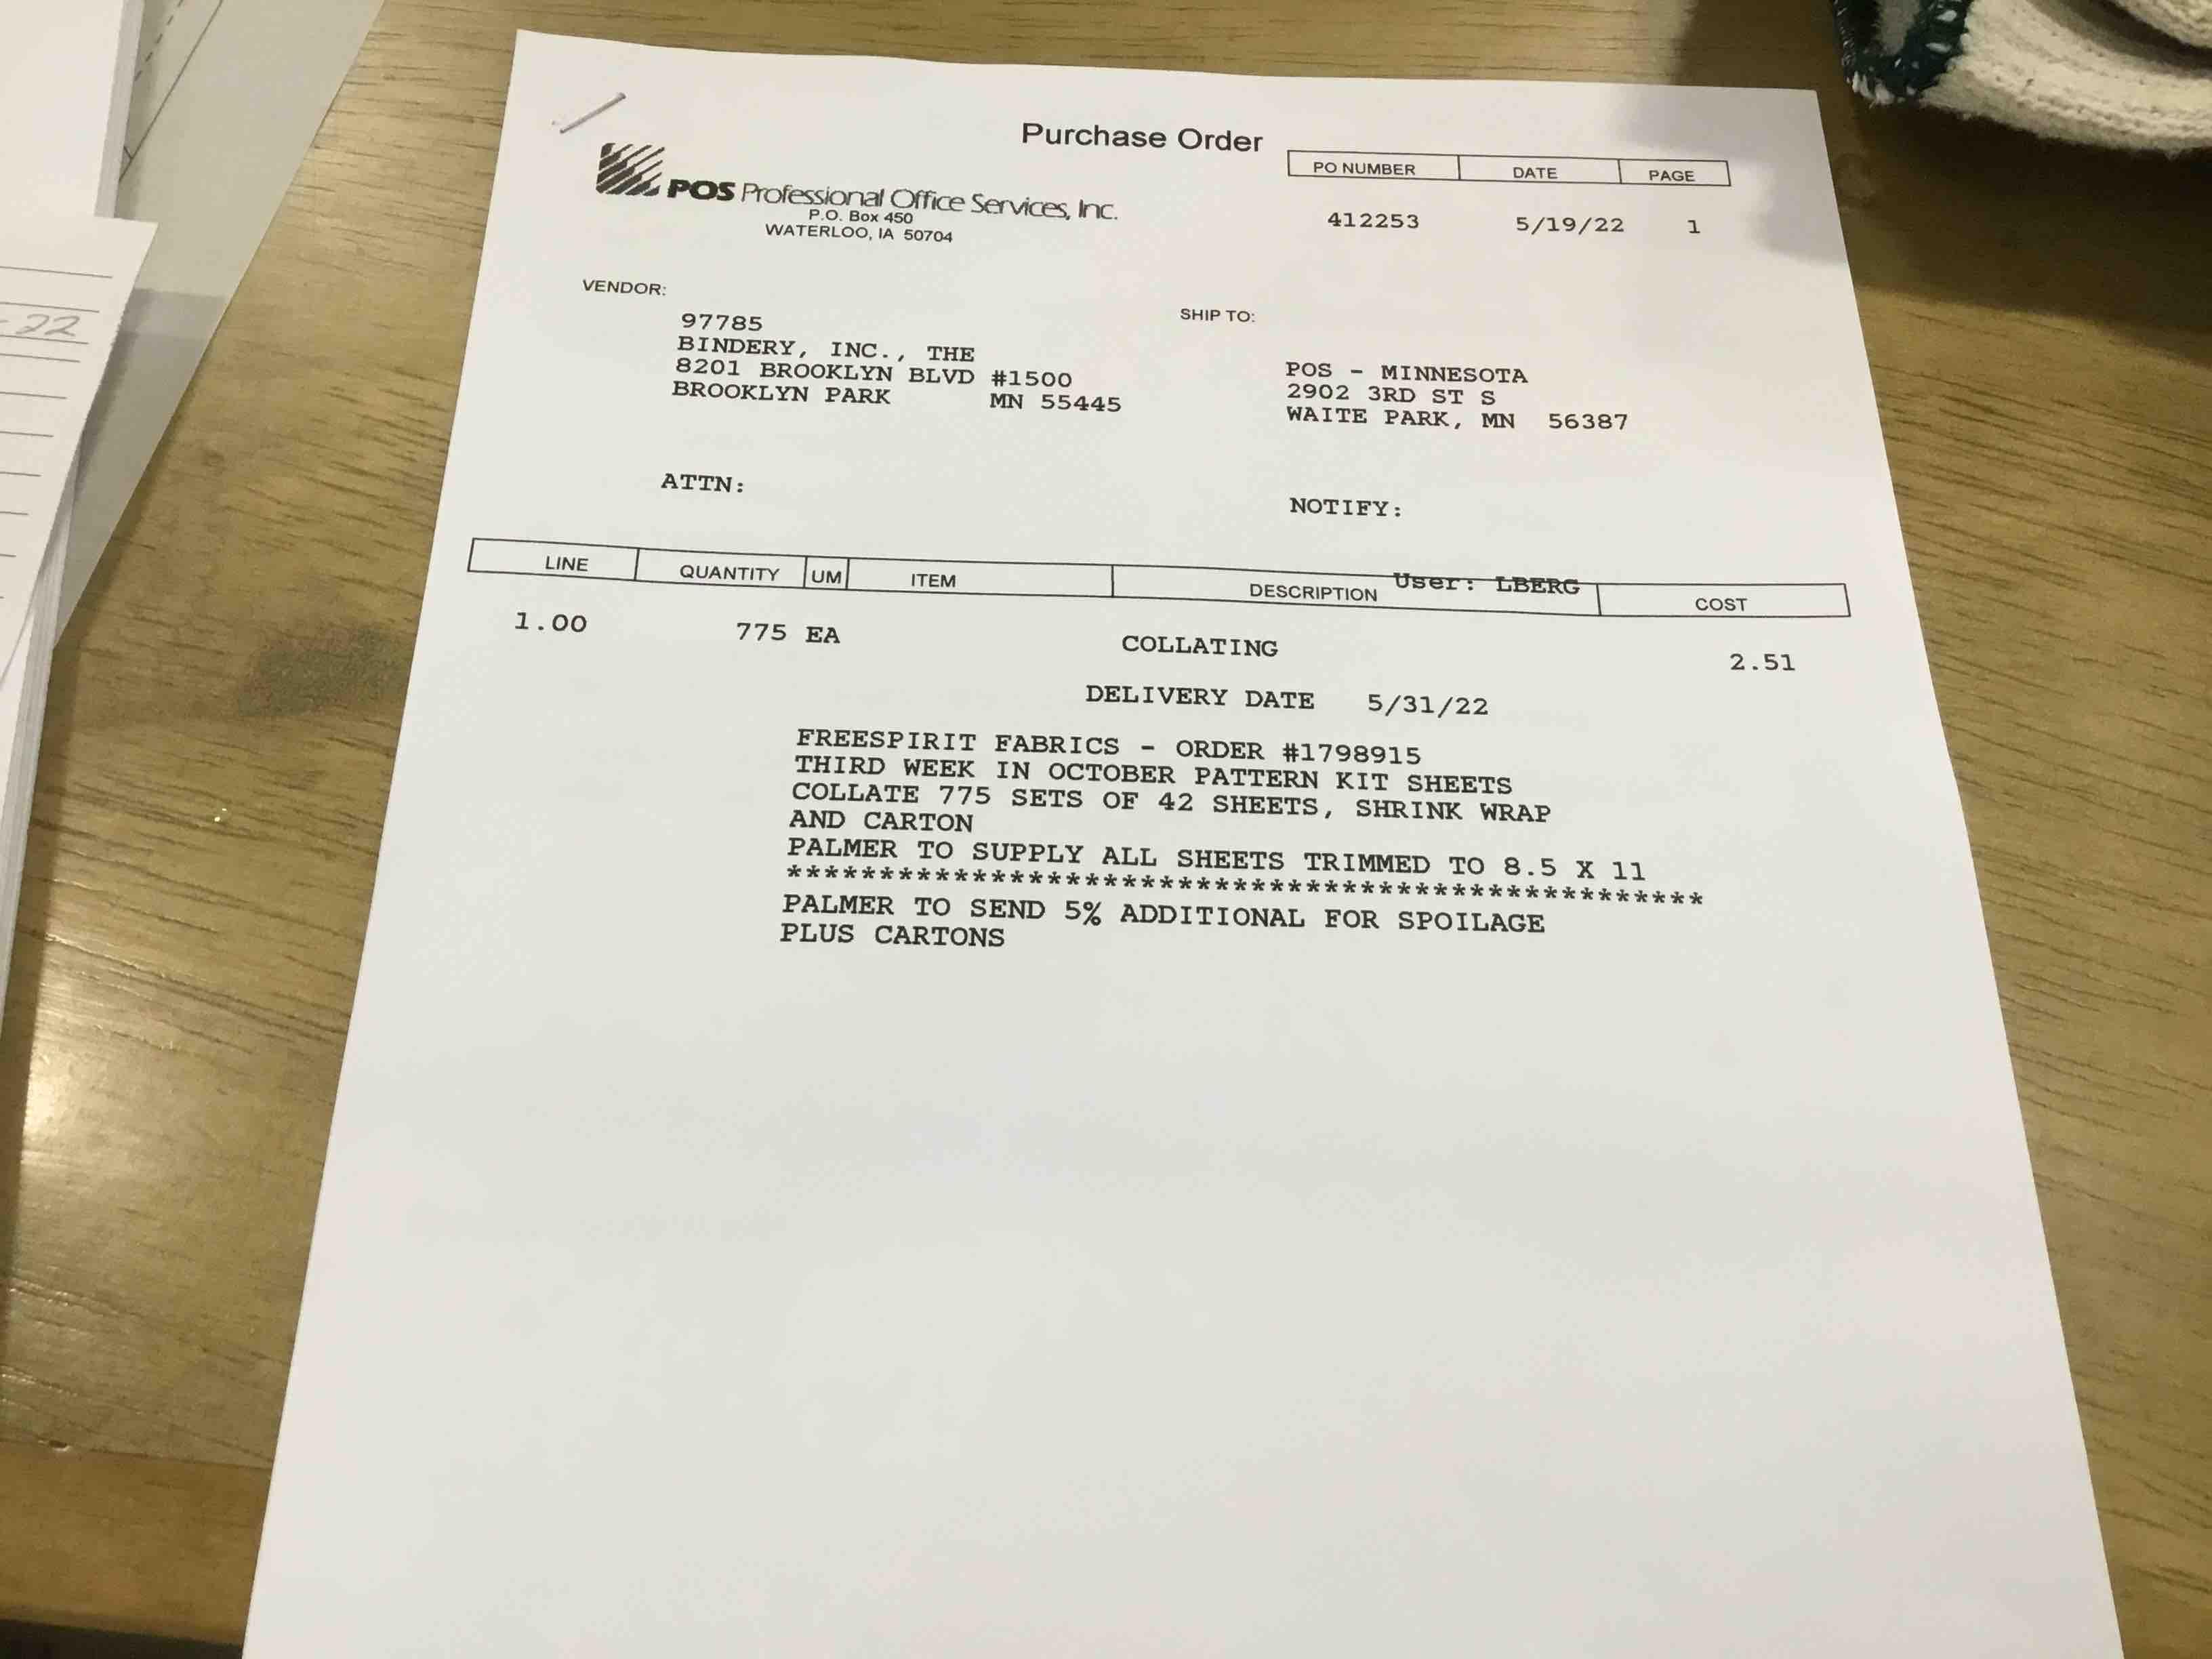 Purchase Order
POS Professional Office Services, Inc.
P.O. Box 450
WATERLOO, IA 50704
PO NUMBER DATE PAGE
412253 5/19/22 1
VENDOR:
97785
BINDERY, INC., THE
8201 BROOKLYN BLVD #1500
BROOKLYN PARK MN 55445
SHIP TO:
POS - MINNESOTA
2902 3RD ST S
WAITE PARK, MN 56387
ATTN:
NOTIFY:
User: LBERG
LINE QUANTITY UM ITEM DESCRIPTION COST
1.00 775 EA COLLATING 2.51
DELIVERY DATE 5/31/22
FREESPIRIT FABRICS - ORDER #1798915
THIRD WEEK IN OCTOBER PATTERN KIT SHEETS
COLLATE 775 SETS OF 42 SHEETS, SHRINK WRAP
AND CARTON
PALMER TO SUPPLY ALL SHEETS TRIMMED TO 8.5 X 11
**************************************************
PALMER TO SEND 5% ADDITIONAL FOR SPOILAGE
PLUS CARTONS
-22